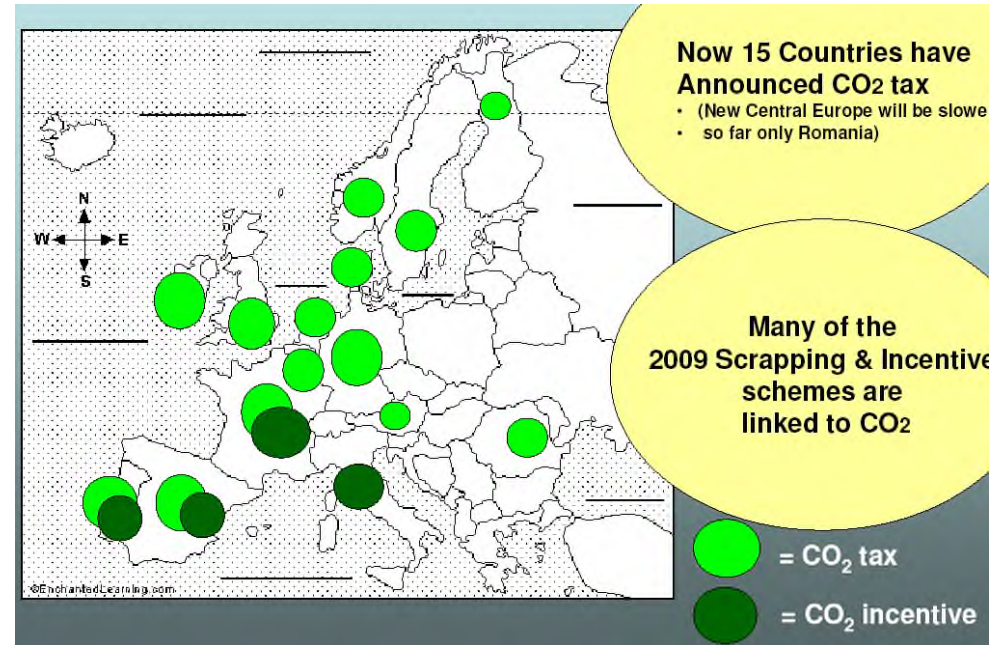 Now 15 Countries have
Announced CO2 tax
• (New Central Europe will be slowe
• so far only Romania)
N
W E
S
Many of the
2009 Scrapping & Incentive
schemes are
linked to CO2
= CO2 tax
= CO2 incentive
©EnchantedLearning.com